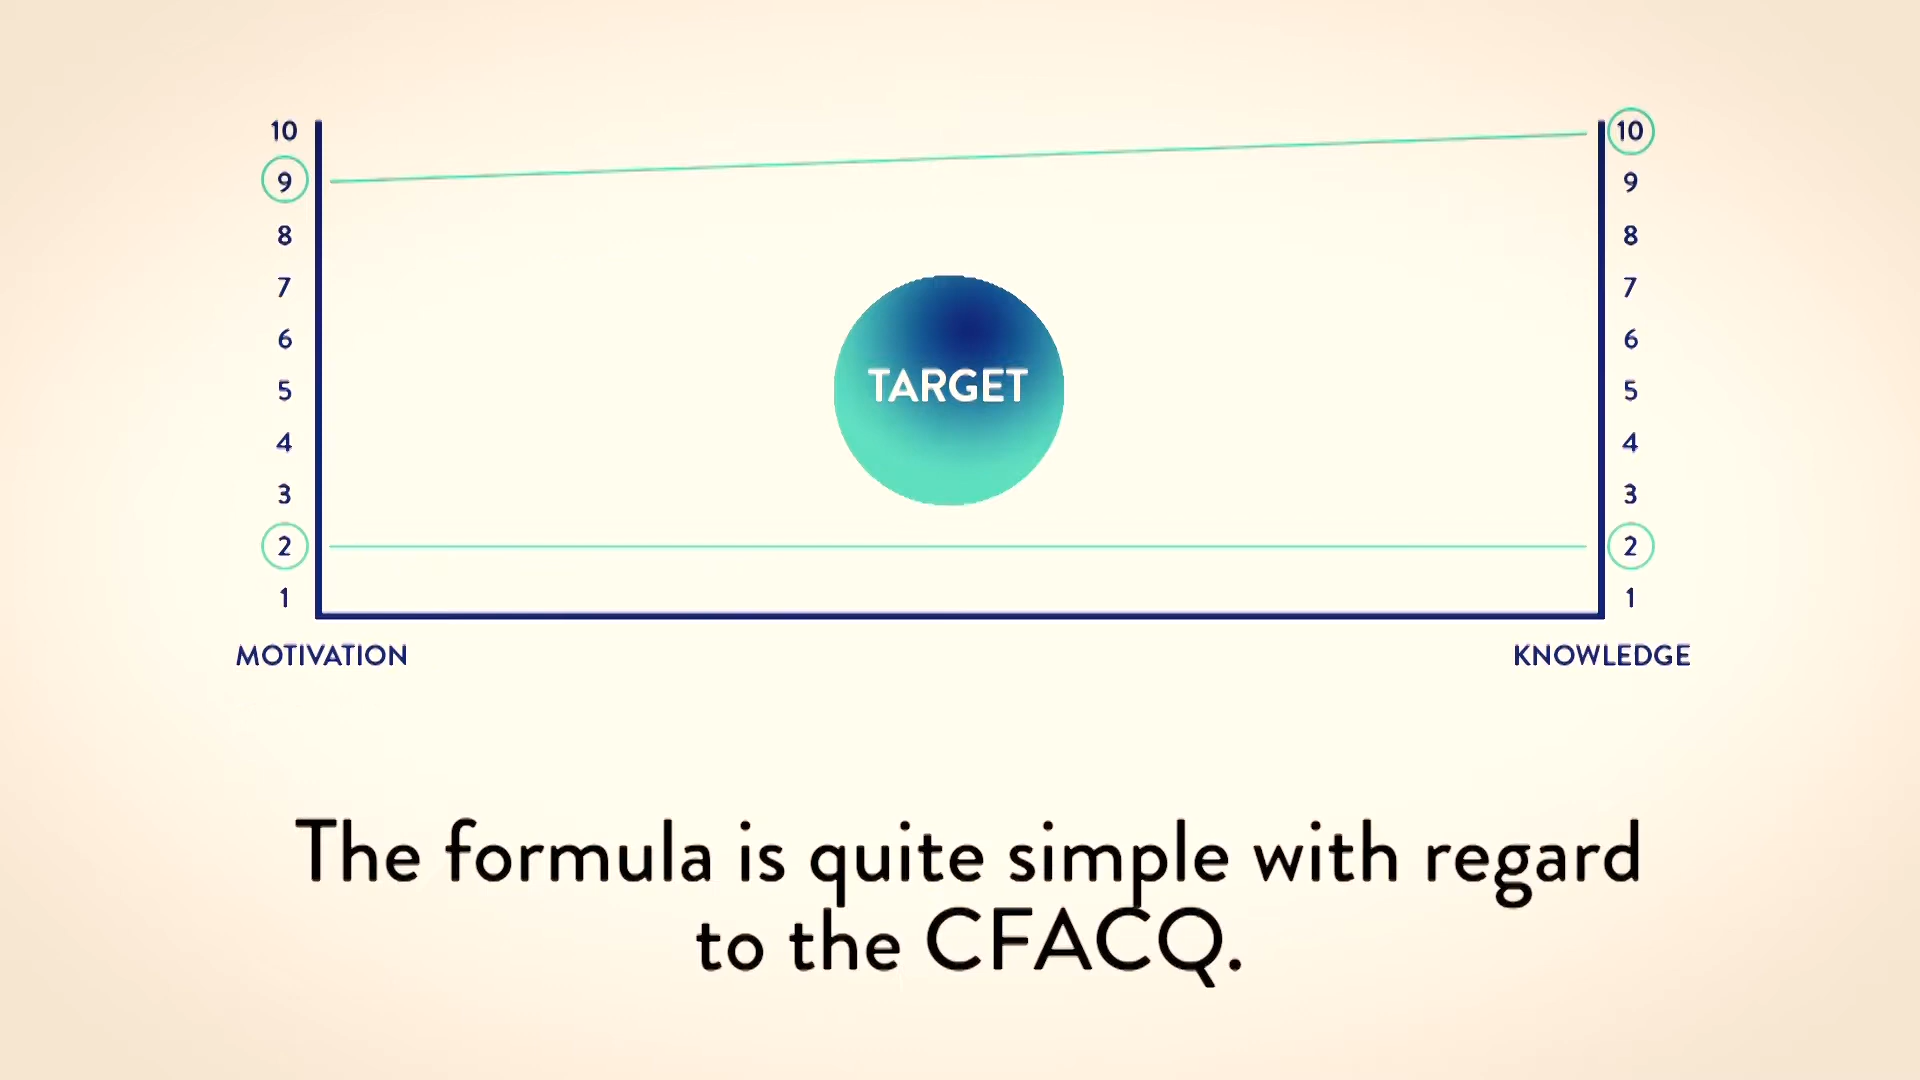 10 10
9 9
8 8
7 7
6 6
TARGET
5 5
4 4
3 3
2 2
1 1
MOTIVATION KNOWLEDGE
The formula is quite simple with regard
to the CFACQ.